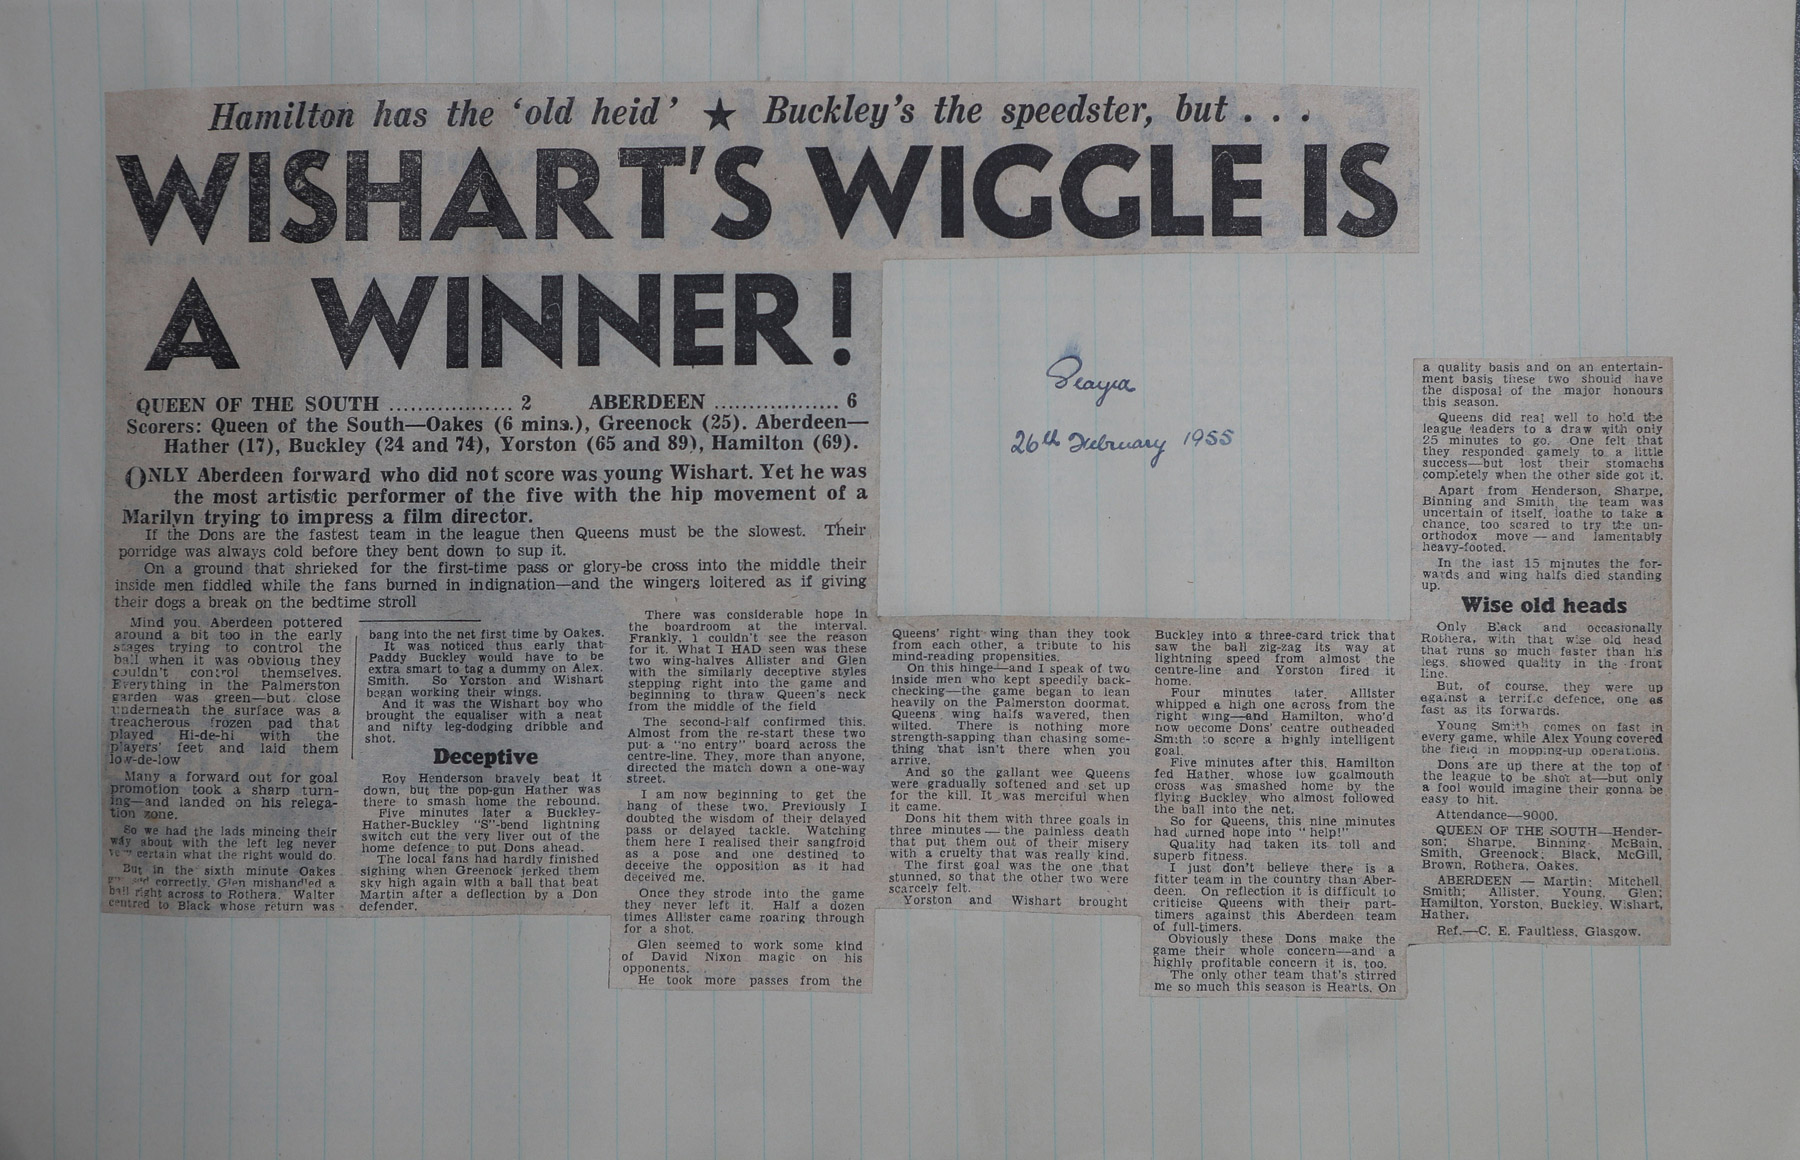 Hamilton has the 'old heid' ★ Buckley's the speedster, but . . .
WISHART'S WIGGLE IS
A WINNER!
QUEEN OF THE SOUTH .................. 2 ABERDEEN .................. 6
Scorers: Queen of the South—Oakes (6 mins.), Greenock (25). Aberdeen—
Hather (17), Buckley (24 and 74), Yorston (65 and 89), Hamilton (69).
ONLY Aberdeen forward who did not score was young Wishart. Yet he was
the most artistic performer of the five with the hip movement of a
Marilyn trying to impress a film director.
If the Dons are the fastest team in the league then Queens must be the slowest. Their
porridge was always cold before they bent down to sup it.
On a ground that shrieked for the first-time pass or glory-be cross into the middle their
inside men fiddled while the fans burned in indignation—and the wingers loitered as if giving
their dogs a break on the bedtime stroll
Mind you, Aberdeen pottered
around a bit too in the early
stages trying to control the
ball when it was obvious they
couldn't control themselves.
Everything in the Palmerston
garden was green—but close
underneath the surface was a
treacherous frozen pad that
played Hi-de-hi with the
players' feet and laid them
low-de-low
Many a forward out for goal
promotion took a sharp turn-
ing—and landed on his relega-
tion zone.
So we had the lads mincing their
way about with the left leg never
certain what the right would do.
But in the sixth minute Oakes
correctly. Glen mishandled a
ball right across to Rothera. Walter
centred to Black whose return was
bang into the net first time by Oakes.
It was noticed thus early that
Paddy Buckley would have to be
extra smart to tag a dummy on Alex.
Smith. So Yorston and Wishart
began working their wings.
And it was the Wishart boy who
brought the equaliser with a neat
and nifty leg-dodging dribble and
shot.
Deceptive
Roy Henderson bravely beat it
down, but the pop-gun Hather was
there to smash home the rebound.
Five minutes later a Buckley-
Hather-Buckley "S"-bend lightning
switch cut the very liver out of the
home defence to put Dons ahead.
The local fans had hardly finished
sighing when Greenock jerked them
sky high again with a ball that beat
Martin after a deflection by a Don
defender.
There was considerable hope in
the boardroom at the interval.
Frankly, I couldn't see the reason
for it. What I HAD seen was these
two wing-halves Allister and Glen
with the similarly deceptive styles
stepping right into the game and
beginning to thraw Queen's neck
from the middle of the field
The second-half confirmed this.
Almost from the re-start these two
put a "no entry" board across the
centre-line. They, more than anyone,
directed the match down a one-way
street.
I am now beginning to get the
hang of these two. Previously I
doubted the wisdom of their delayed
pass or delayed tackle. Watching
them here I realised their sangfroid
as a pose and one destined to
deceive the opposition as it had
deceived me.
Once they strode into the game
they never left it. Half a dozen
times Allister came roaring through
for a shot.
Glen seemed to work some kind
of David Nixon magic on his
opponents.
He took more passes from the
Queens' right wing than they took
from each other, a tribute to his
mind-reading propensities.
On this hinge—and I speak of two
inside men who kept speedily back-
checking—the game began to lean
heavily on the Palmerston doormat.
Queens wing halfs wavered, then
wilted. There is nothing more
strength-sapping than chasing some-
thing that isn't there when you
arrive.
And so the gallant wee Queens
were gradually softened and set up
for the kill. It was merciful when
it came.
Dons hit them with three goals in
three minutes — the painless death
that put them out of their misery
with a cruelty that was really kind.
The first goal was the one that
stunned, so that the other two were
scarcely felt.
Yorston and Wishart brought
Buckley into a three-card trick that
saw the ball zig-zag its way at
lightning speed from almost the
centre-line and Yorston fired it
home.
Four minutes later, Allister
whipped a high one across from the
right wing—and Hamilton, who'd
now become Dons' centre outheaded
Smith to score a highly intelligent
goal.
Five minutes after this, Hamilton
fed Hather, whose low goalmouth
cross was smashed home by the
flying Buckley who almost followed
the ball into the net.
So for Queens, this nine minutes
had turned hope into "help!"
Quality had taken its toll and
superb fitness.
I just don't believe there is a
fitter team in the country than Aber-
deen. On reflection it is difficult to
criticise Queens with their part-
timers against this Aberdeen team
of full-timers.
Obviously these Dons make the
game their whole concern—and a
highly profitable concern it is, too.
The only other team that's stirred
me so much this season is Hearts. On
26th February 1955
a quality basis and on an entertain-
ment basis these two should have
the disposal of the major honours
this season.
Queens did real well to hold the
league leaders to a draw with only
25 minutes to go. One felt that
they responded gamely to a little
success—but lost their stomachs
completely when the other side got it.
Apart from Henderson, Sharpe,
Binning and Smith, the team was
uncertain of itself, loathe to take a
chance, too scared to try the un-
orthodox move — and lamentably
heavy-footed.
In the last 15 minutes the for-
wards and wing halfs died standing
up.
Wise old heads
Only Black and occasionally
Rothera, with that wise old head
that runs so much faster than his
legs, showed quality in the front
line.
But, of course, they were up
against a terrific defence, one as
fast as its forwards.
Young Smith comes on fast in
every game, while Alex Young covered
the field in mopping-up operations.
Dons are up there at the top of
the league to be shot at—but only
a fool would imagine their gonna be
easy to hit.
Attendance—9000.
QUEEN OF THE SOUTH—Hender-
son; Sharpe, Binning; McBain,
Smith, Greenock; Black, McGill,
Brown, Rothera, Oakes.
ABERDEEN — Martin; Mitchell,
Smith; Allister, Young, Glen;
Hamilton, Yorston, Buckley, Wishart,
Hather.
Ref.—C. E. Faultless, Glasgow.